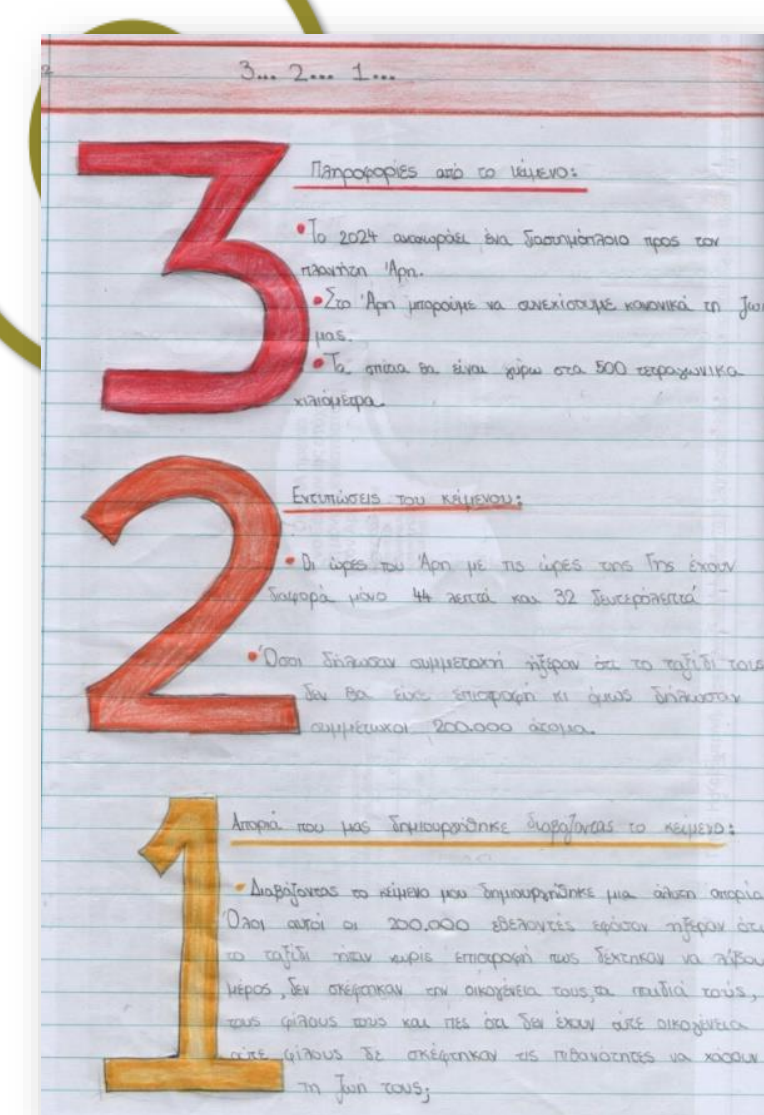 3... 2... 1...
Πληροφορίες από το κείμενο:
• Το 2024 αναχωράει ένα διαστημόπλοιο προς τον
πλανήτη Άρη.
• Στο Άρη μπορούμε να συνεχίσουμε κανονικά τη ζωή
μας.
• Τα σπίτια θα είναι γύρω στα 500 τετραγωνικά
χιλιόμετρα.
Εντυπώσεις του κείμενου:
• Οι ώρες του Άρη με τις ώρες της Γης έχουν
διαφορά μόνο 44 λεπτά και 32 δευτερόλεπτά
• Όσοι δήλωσαν συμμετοχή ήξεραν ότι το ταξίδι τους
δεν θα είχε επιστροφή κι όμως δήλωσαν
συμμέτοχοι 200.000 άτομα.
Απορία που μας δημιουργήθηκε διαβάζοντας το κείμενο:
• Διαβάζοντας το κείμενο μου δημιουργήθηκε μια άλυτη απορία
Όλοι αυτοί οι 200.000 εθελοντές εφόσον ήξεραν ότι
το ταξίδι ήταν χωρίς επιστροφή πως δέχτηκαν να λάβουν
μέρος, δεν σκέφτηκαν την οικογένεια τους, τα παιδιά τούς,
τους φίλους τους και πες ότι δεν έχουν ούτε οικογένεια
ούτε φίλους δε σκέφτηκαν τις πιθανότητες να χάσουν
τη ζωή τους;